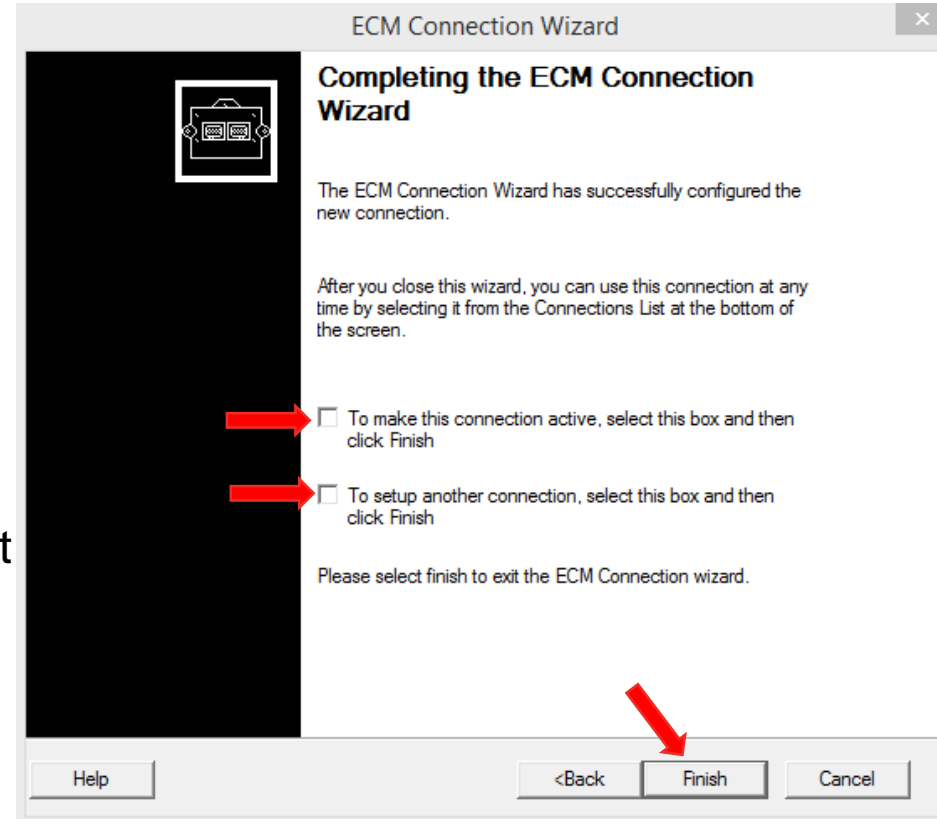 ECM Connection Wizard
Completing the ECM Connection
Wizard
The ECM Connection Wizard has successfully configured the
new connection.
After you close this wizard, you can use this connection at any
time by selecting it from the Connections List at the bottom of
the screen.
To make this connection active, select this box and then
click Finish
To setup another connection, select this box and then
click Finish
t
Please select finish to exit the ECM Connection wizard.
Help
<Back
Finish
Cancel